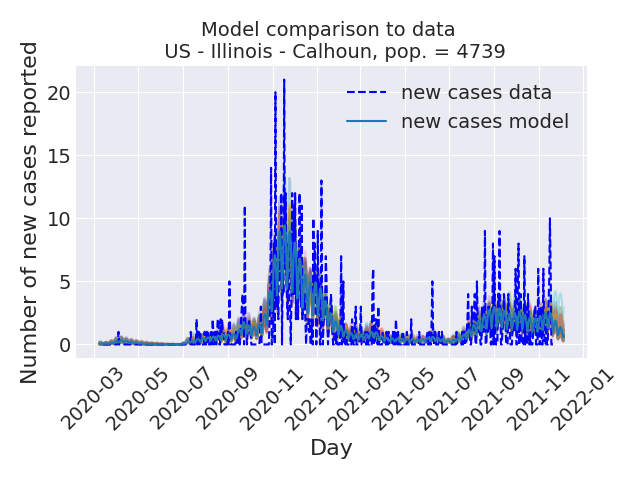 Model comparison to data
US - Illinois - Calhoun, pop. = 4739
Number of new cases reported
20
15
10
5
0
new cases data
new cases model
2020-03
2020-05
2020-07
2020-09
2020-11
2021-01
2021-03
2021-05
2021-07
2021-09
2021-11
2022-01
Day